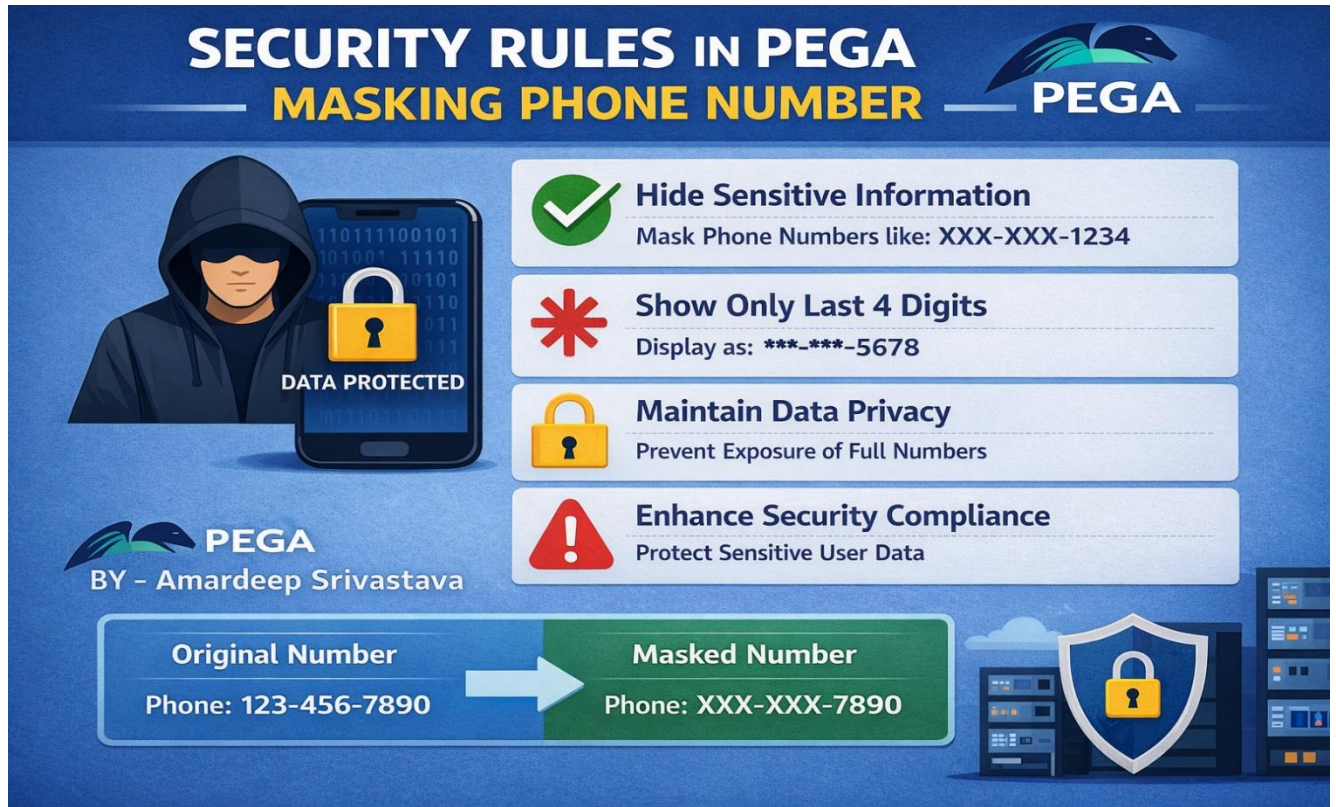 SECURITY RULES IN PEGA
MASKING PHONE NUMBER
PEGA
Hide Sensitive Information
Mask Phone Numbers like: XXX-XXX-1234
Show Only Last 4 Digits
Display as: ***-***-5678
Maintain Data Privacy
Prevent Exposure of Full Numbers
Enhance Security Compliance
Protect Sensitive User Data
DATA PROTECTED
PEGA
BY - Amardeep Srivastava
Original Number
Phone: 123-456-7890
Masked Number
Phone: XXX-XXX-7890